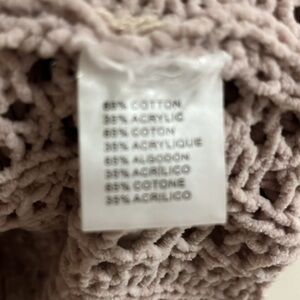 65% COTTON
35% ACRYLIC
65% COTON
35% ACRYLIQUE
65% ALGODON
35% ACRILICO
65% COTONE
35% ACRILICO